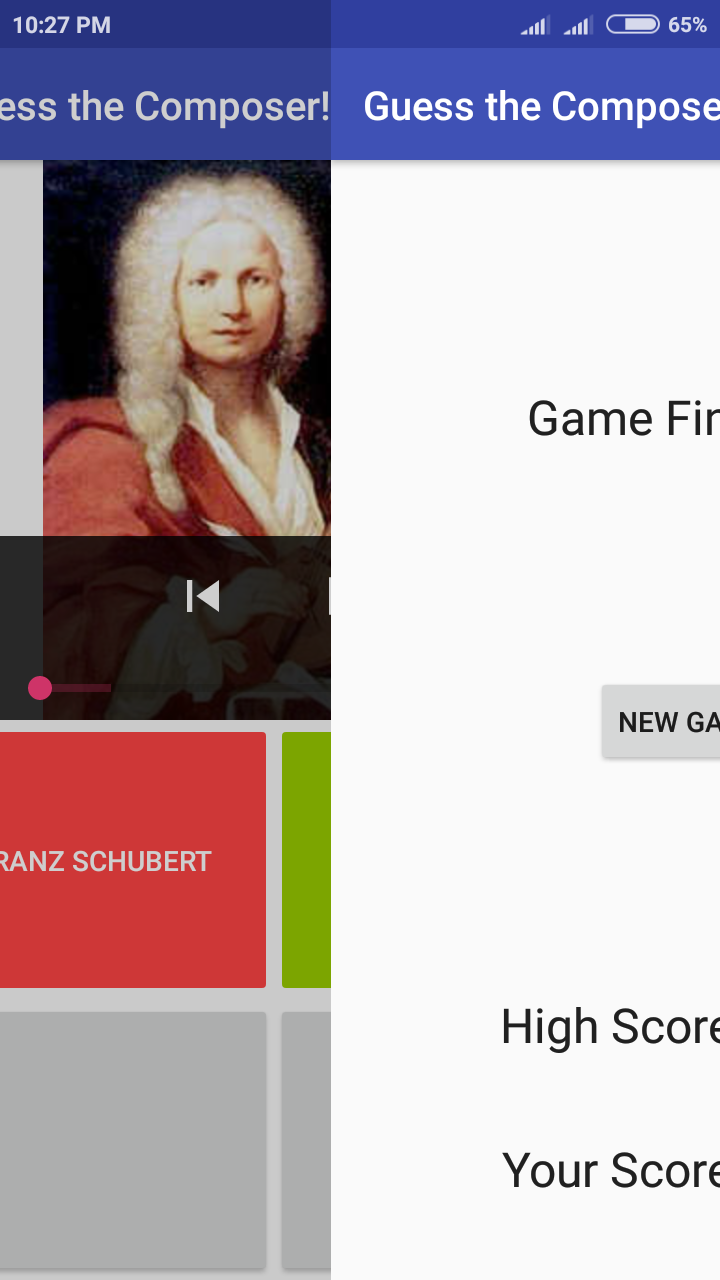 10:27 PM
65%
ess the Composer!
Guess the Compose
Game Fin
NEW GA
RANZ SCHUBERT
High Score
Your Score